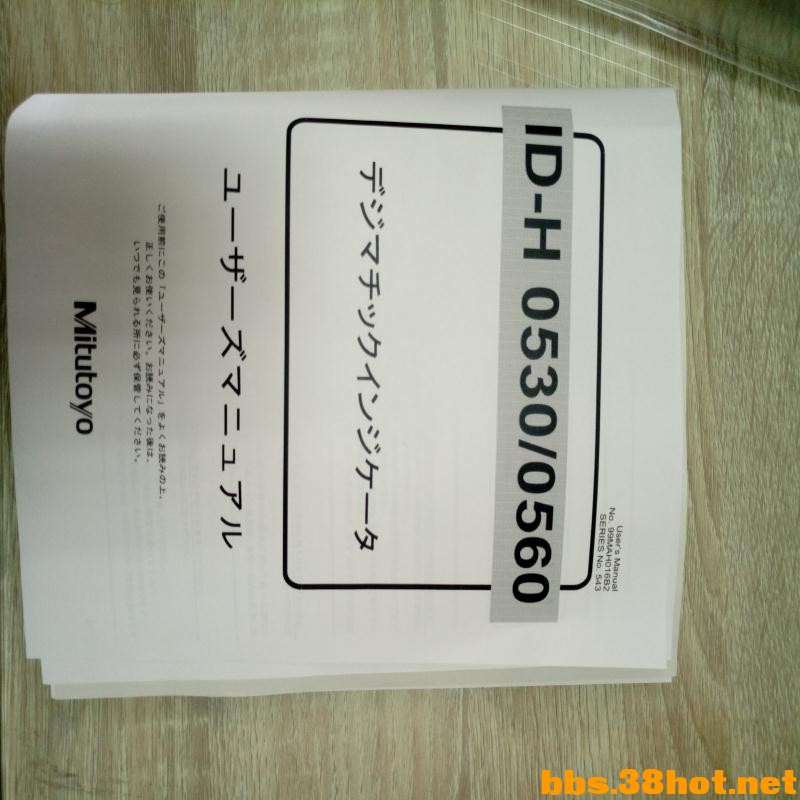 User's Manual
No. 99MAH016B2
SERIES No. 543
ID-H 0530/0560
デジマチックインジケータ
ユーザーズマニュアル
ご使用前にこの「ユーザーズマニュアル」をよくお読みの上、
正しくお使いください。お読みになった後は、
いつでも見られる所に必ず保管してください。
Mitutoyo
bbs.38hot.net